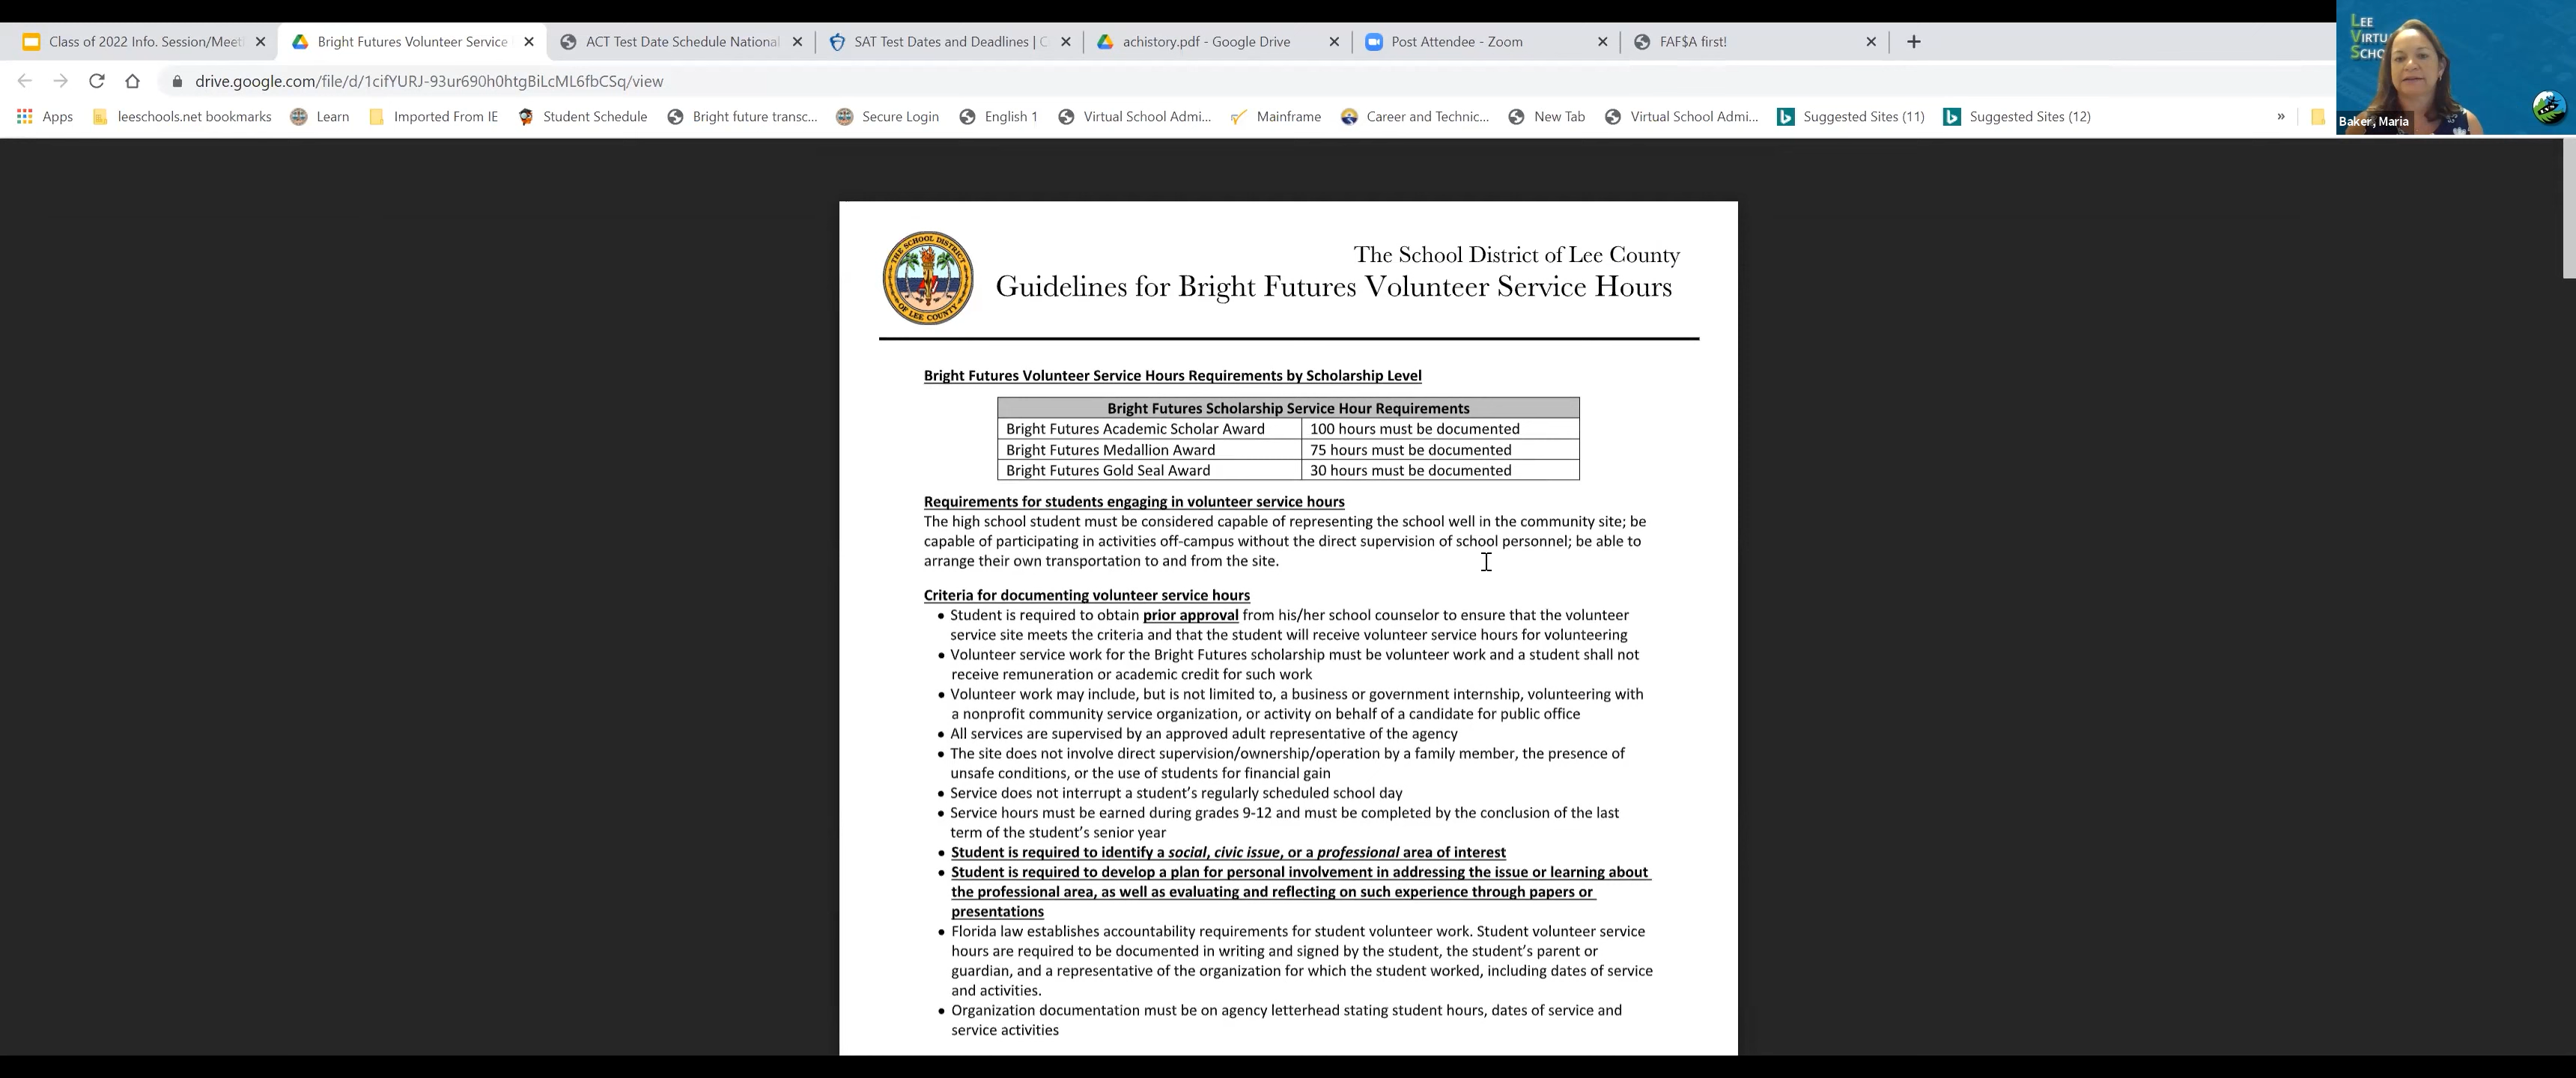 Class of 2022 Info. Session/Meeti
Bright Futures Volunteer Service
ACT Test Date Schedule National
SAT Test Dates and Deadlines | C
achistory.pdf - Google Drive
Post Attendee - Zoom
FAF$A first!
LEE
VIRTU
SCHO
drive.google.com/file/d/1cifYURJ-93ur690h0htgBiLcML6fbCSq/view
Apps
leeschools.net bookmarks
Learn
Imported From IE
Student Schedule
Bright future transc...
Secure Login
English 1
Virtual School Admi...
Mainframe
Career and Technic...
New Tab
Virtual School Admi...
Suggested Sites (11)
Suggested Sites (12)
»
Baker, Maria
THE SCHOOL DISTRICT
OF LEE COUNTY
The School District of Lee County
Guidelines for Bright Futures Volunteer Service Hours
Bright Futures Volunteer Service Hours Requirements by Scholarship Level
Bright Futures Scholarship Service Hour Requirements
Bright Futures Academic Scholar Award 100 hours must be documented
Bright Futures Medallion Award 75 hours must be documented
Bright Futures Gold Seal Award 30 hours must be documented
Requirements for students engaging in volunteer service hours
The high school student must be considered capable of representing the school well in the community site; be
capable of participating in activities off-campus without the direct supervision of school personnel; be able to
arrange their own transportation to and from the site.
Criteria for documenting volunteer service hours
• Student is required to obtain prior approval from his/her school counselor to ensure that the volunteer
service site meets the criteria and that the student will receive volunteer service hours for volunteering
• Volunteer service work for the Bright Futures scholarship must be volunteer work and a student shall not
receive remuneration or academic credit for such work
• Volunteer work may include, but is not limited to, a business or government internship, volunteering with
a nonprofit community service organization, or activity on behalf of a candidate for public office
• All services are supervised by an approved adult representative of the agency
• The site does not involve direct supervision/ownership/operation by a family member, the presence of
unsafe conditions, or the use of students for financial gain
• Service does not interrupt a student's regularly scheduled school day
• Service hours must be earned during grades 9-12 and must be completed by the conclusion of the last
term of the student's senior year
• Student is required to identify a social, civic issue, or a professional area of interest
• Student is required to develop a plan for personal involvement in addressing the issue or learning about
the professional area, as well as evaluating and reflecting on such experience through papers or
presentations
• Florida law establishes accountability requirements for student volunteer work. Student volunteer service
hours are required to be documented in writing and signed by the student, the student's parent or
guardian, and a representative of the organization for which the student worked, including dates of service
and activities.
• Organization documentation must be on agency letterhead stating student hours, dates of service and
service activities